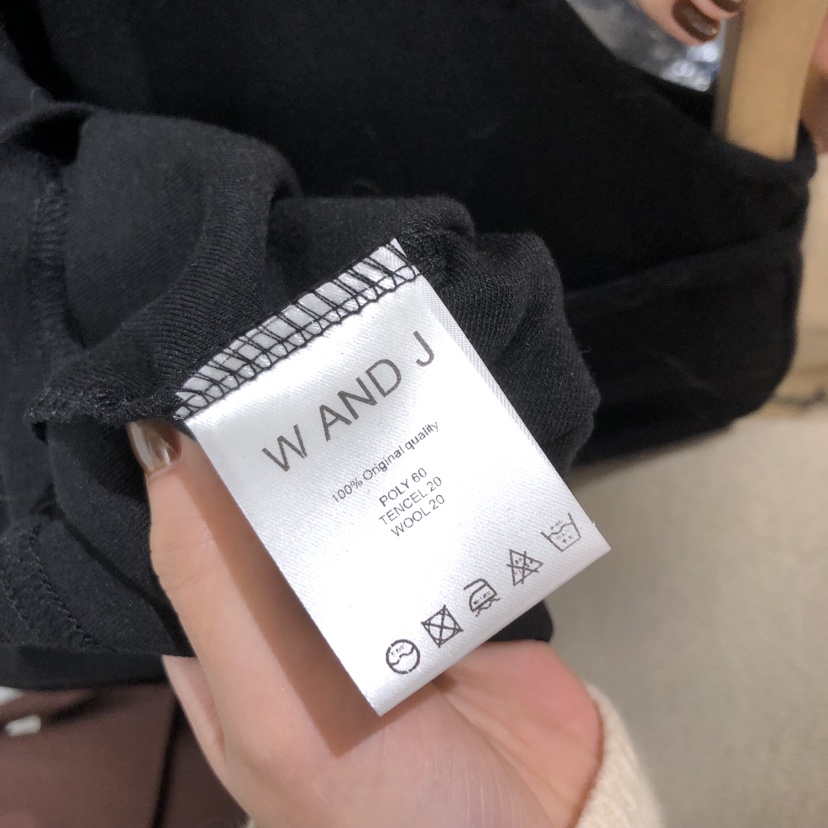 W AND J
100% Original quality
POLY 60
TENCEL 20
WOOL 20